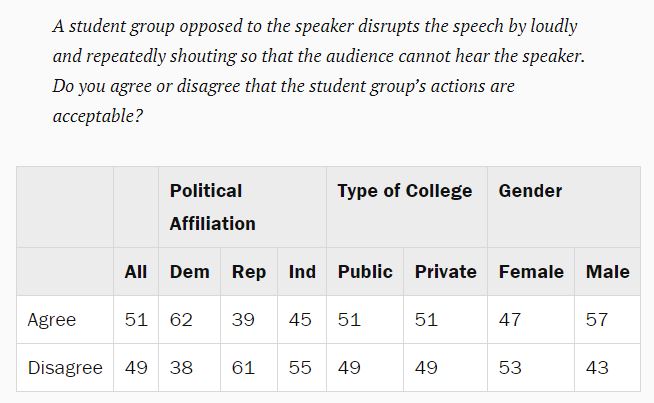 A student group opposed to the speaker disrupts the speech by loudly
and repeatedly shouting so that the audience cannot hear the speaker.
Do you agree or disagree that the student group’s actions are
acceptable?
Political Affiliation Type of College Gender
All Dem Rep Ind Public Private Female Male
Agree 51 62 39 45 51 51 47 57
Disagree 49 38 61 55 49 49 53 43